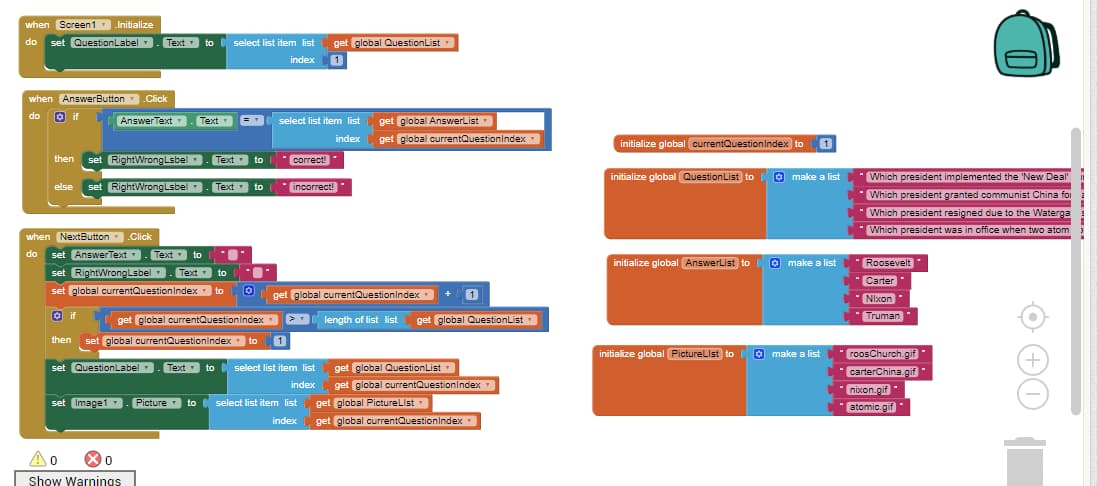 when Screen1 .Initialize
do set QuestionLabel . Text to select list item list get global QuestionList
index 1
when AnswerButton .Click
do if AnswerText . Text = select list item list get global AnswerList
index get global currentQuestionIndex
then set RightWrongLsbel . Text to " correct! "
else set RightWrongLsbel . Text to " incorrect! "
when NextButton .Click
do set AnswerText . Text to " "
set RightWrongLsbel . Text to " "
set global currentQuestionIndex to get global currentQuestionIndex + 1
if get global currentQuestionIndex > length of list list get global QuestionList
then set global currentQuestionIndex to 1
set QuestionLabel . Text to select list item list get global QuestionList
index get global currentQuestionIndex
set Image1 . Picture to select list item list get global PictureLIst
index get global currentQuestionIndex
initialize global currentQuestionIndex to 1
initialize global QuestionList to make a list " Which president implemented the 'New Deal'
" Which president granted communist China
" Which president resigned due to the
" Which president was in office when two
initialize global AnswerList to make a list " Roosevelt "
" Carter "
" NIxon "
" Truman "
initialize global PictureLIst to make a list " roosChurch.gif "
" carterChina.gif "
" nixon.gif "
" atomic.gif "
0 0
Show Warnings